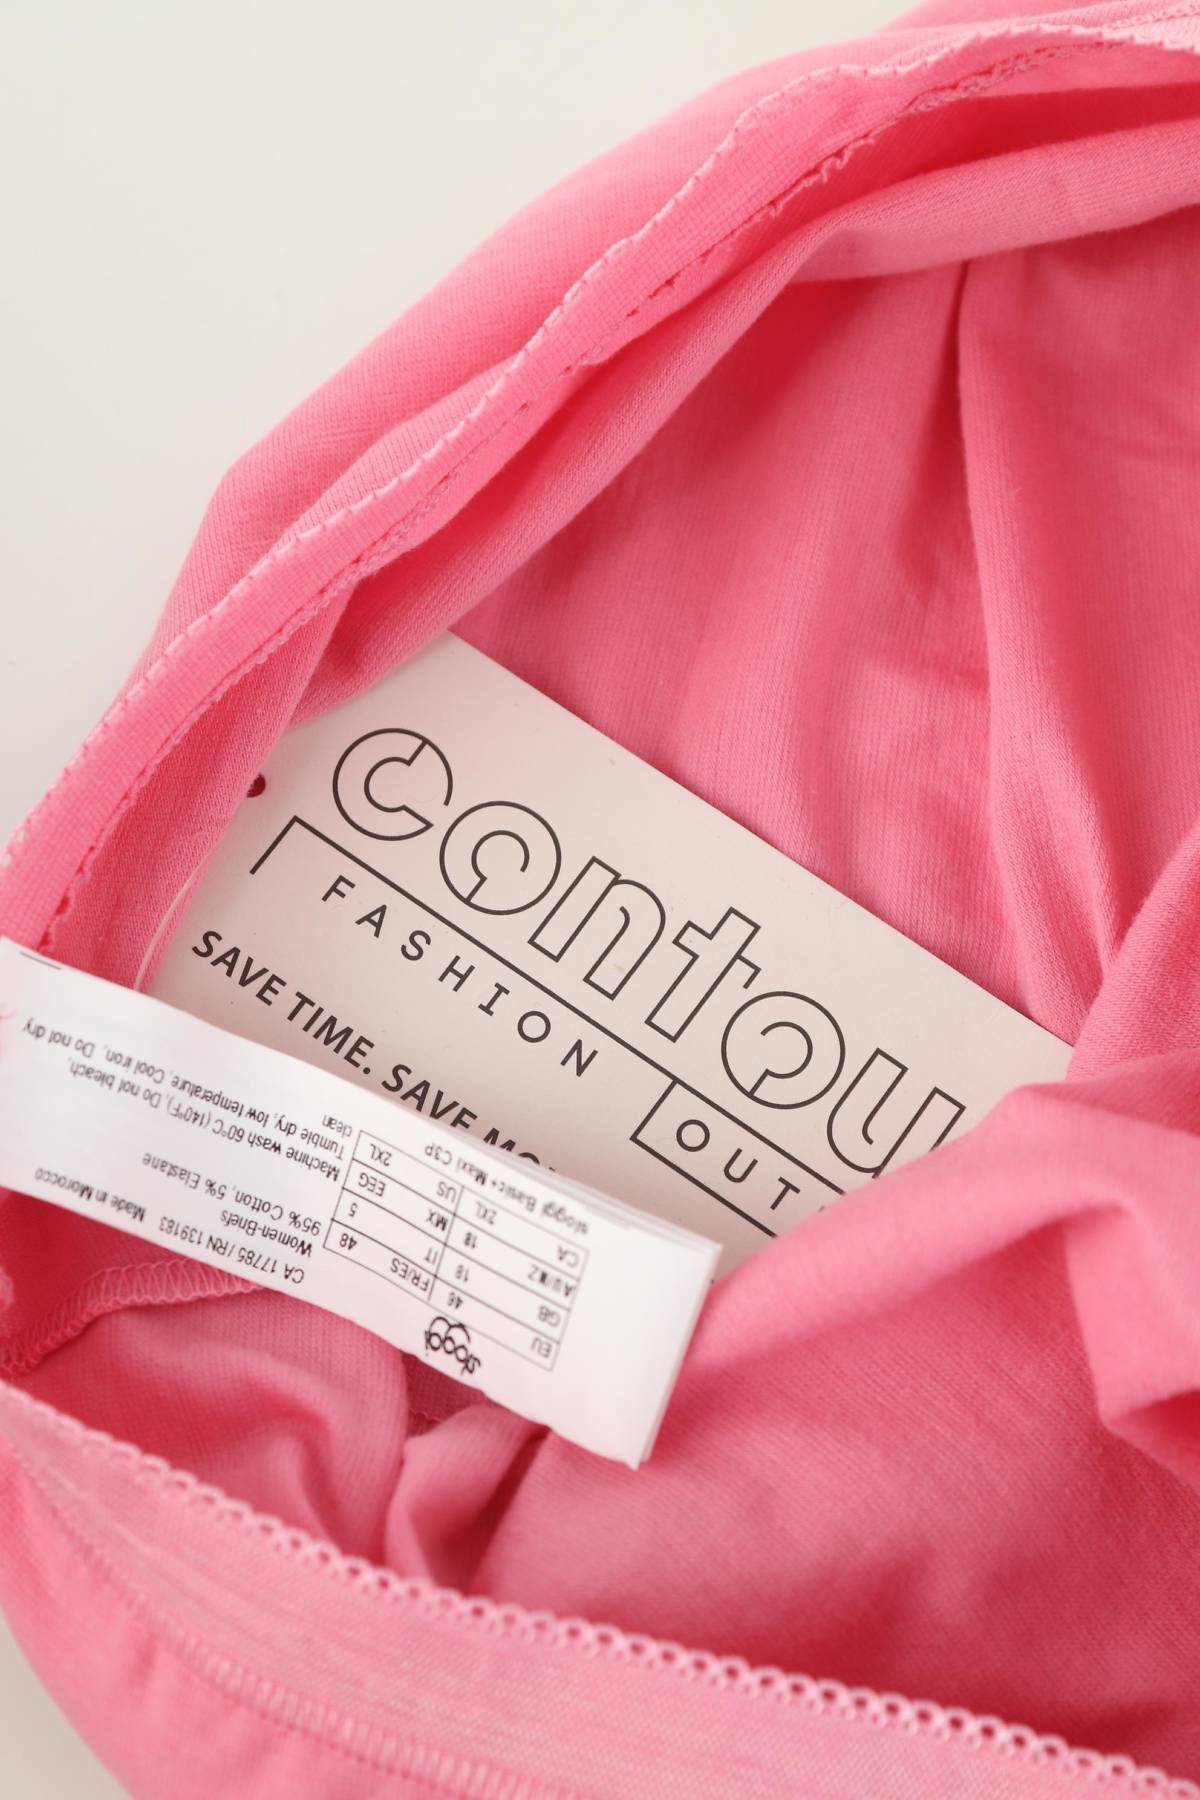 contou
FASHION
OUT
SAVE TIME. SAVE
sloggi
EU 46 FR/ES 48
GB 18 IT 5
AU/NZ 18 MX EEG
CA 2XL US 2XL
sloggi Basic+ Maxi C3P
CA 17785 / RN 139183 Made in Morocco
Women-Briefs
95% Cotton, 5% Elastane
Machine wash 60°C (140°F), Do not bleach,
Tumble dry, low temperature, Cool iron, Do not dry
clean